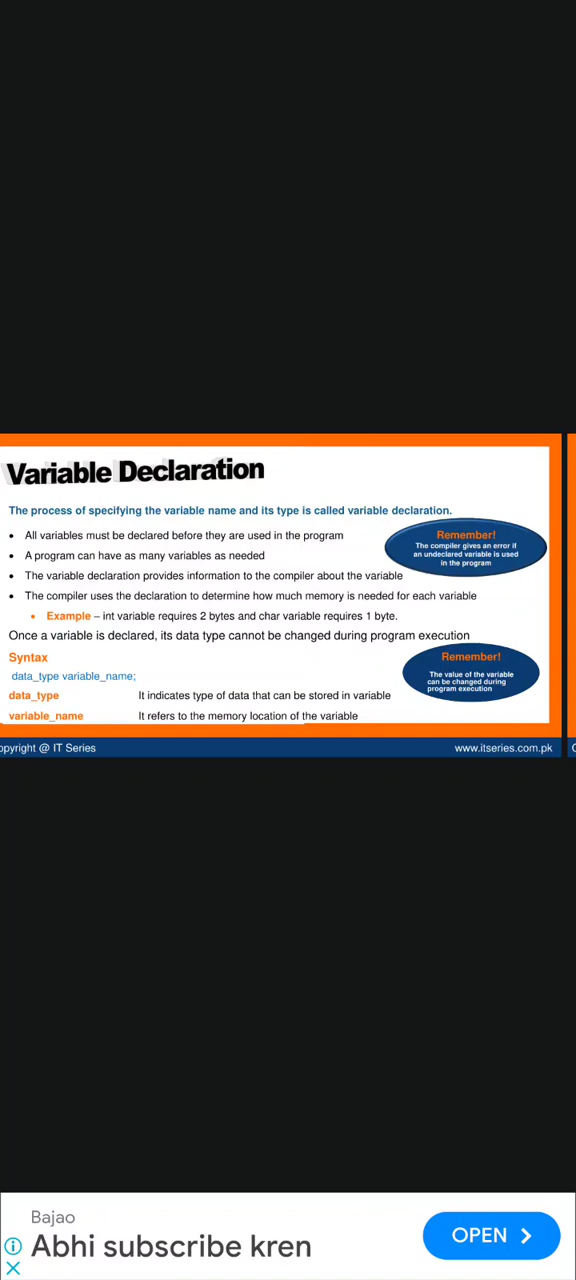 Variable Declaration
The process of specifying the variable name and its type is called variable declaration.
• All variables must be declared before they are used in the program
• A program can have as many variables as needed
• The variable declaration provides information to the compiler about the variable
• The compiler uses the declaration to determine how much memory is needed for each variable
• Example – int variable requires 2 bytes and char variable requires 1 byte.
Remember!
The compiler gives an error if
an undeclared variable is used
in the program
Once a variable is declared, its data type cannot be changed during program execution
Syntax
data_type variable_name;
data_type It indicates type of data that can be stored in variable
variable_name It refers to the memory location of the variable
Remember!
The value of the variable
can be changed during
program execution
opyright @ IT Series www.itseries.com.pk C
Bajao
Abhi subscribe kren
OPEN